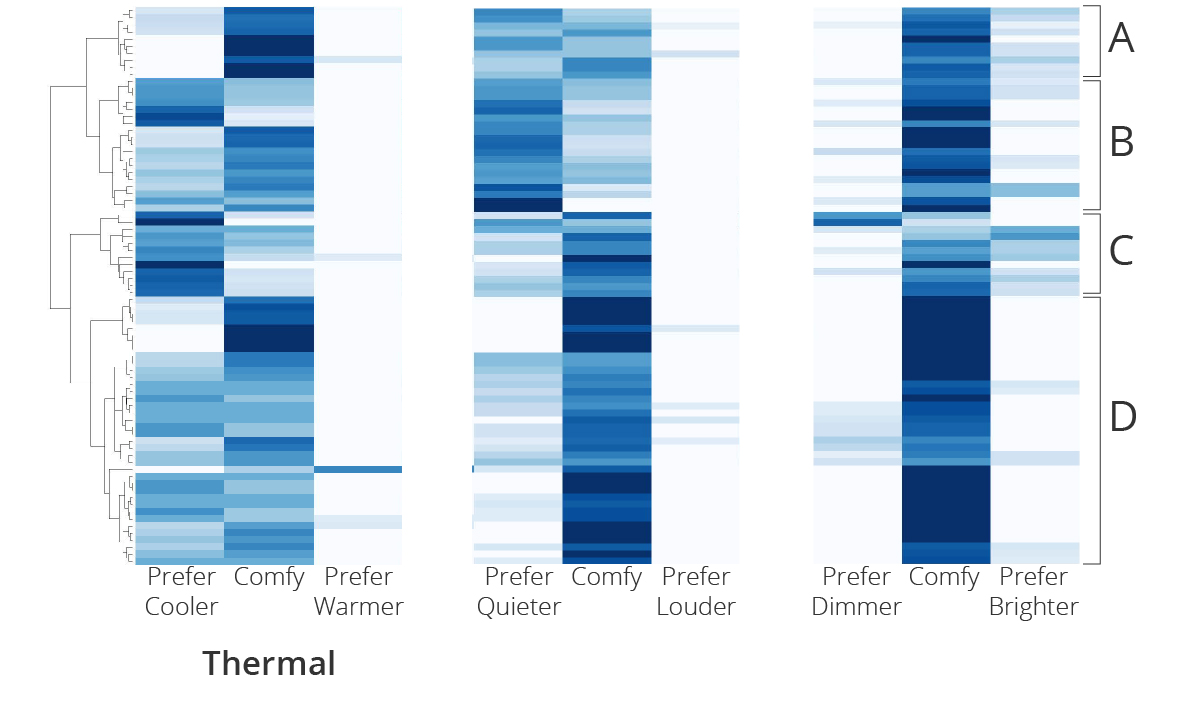 A
B
C
D
Prefer Comfy Prefer
Cooler Warmer
Prefer Comfy Prefer
Quieter Louder
Prefer Comfy Prefer
Dimmer Brighter
Thermal